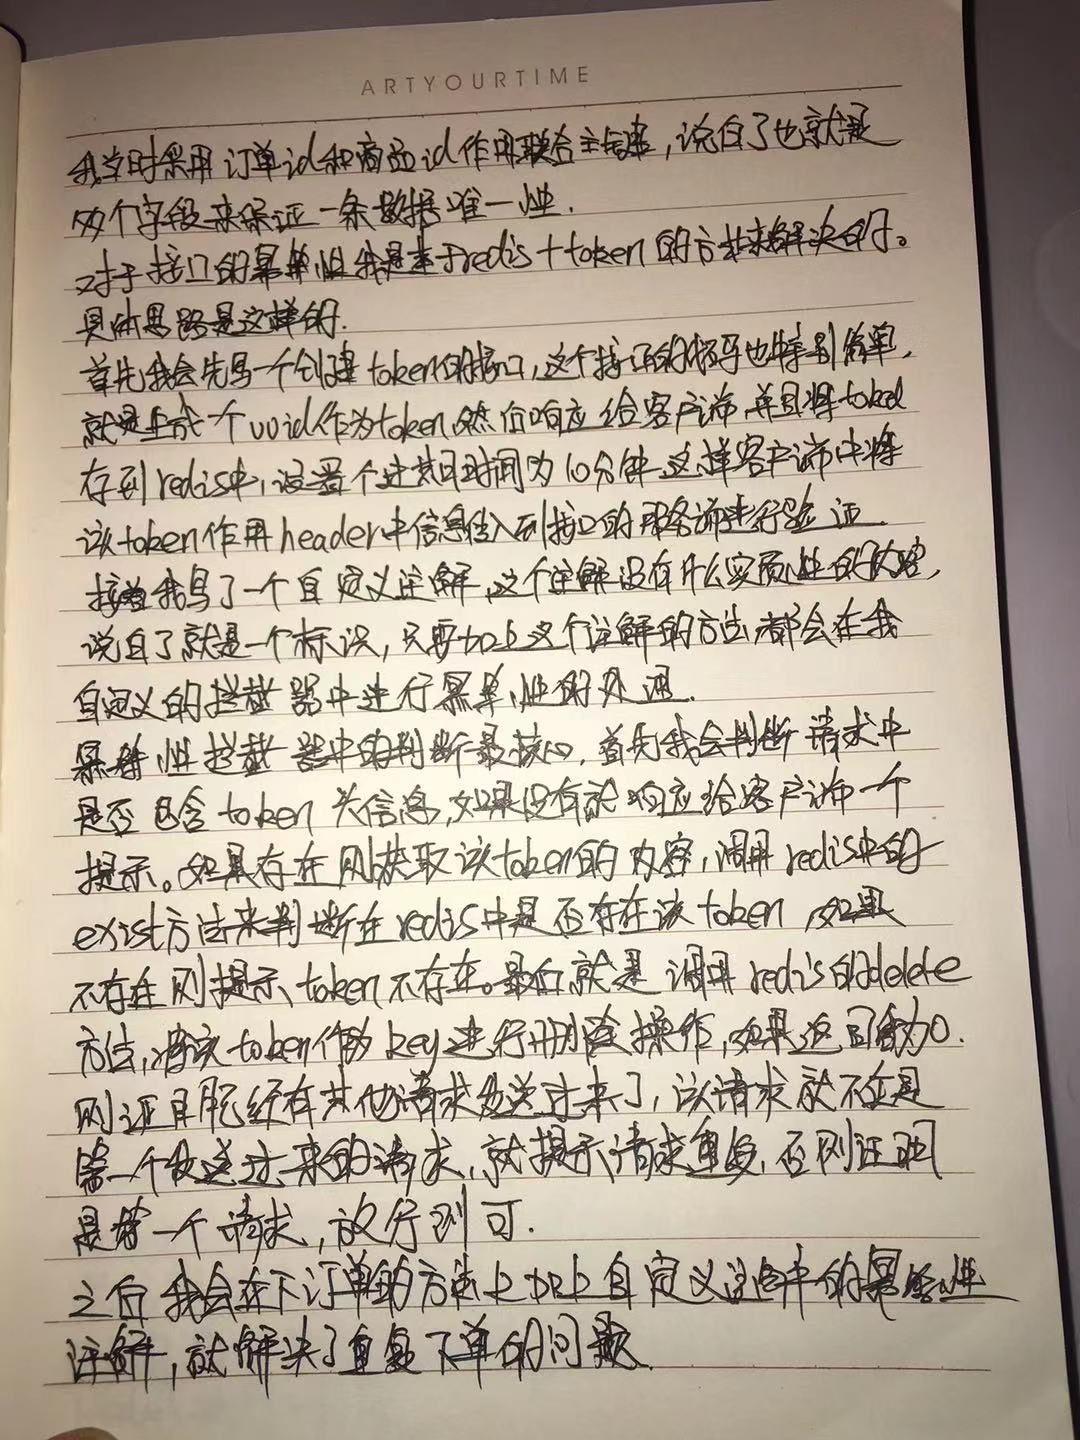 ARTYOURTIME
我当时采用订单id和商品id作用联合主键,说白了也就是
以个字段来保证一条数据唯一性.
对于接口的幂等性我是基于redis+token的方式来解决的。
具体思路是这样的.
首先我会先写一个创建token的接口,这个接口的编写也特别简单,
就是生成一个uuid作为token,然后响应给客户端,并且将token
存到redis中,设置个过期时间为10分钟,这样客户端中将
该token作用header中信息传入到接口的服务端进行验证.
接着我写了一个自定义注解,这个注解没有什么实质性的内容,
说白了就是一个标识,只要加上这个注解的方法,都会在我
自定义的拦截器中进行幂等性的处理.
幂等性拦截器中的判断最核心,首先我会判断请求中
是否包含token头信息,如果没有就响应给客户端一个
提示。如果存在则获取该token的内容,调用redis中的
exist方法来判断在redis中是否存在该token,如果
不存在则提示token不存在。最后就是调用redis的delete
方法,将该token作为key进行删除操作,如果返回值为0.
则证明已经有其他请求发送过来了,该请求就不应是
第一个发送过来的请求,就提示请求重复,否则证明
是第一个请求,放行即可.
之后我会在下订单的方法上加上自定义注解中的幂等性
注解,就解决了重复下单的问题.